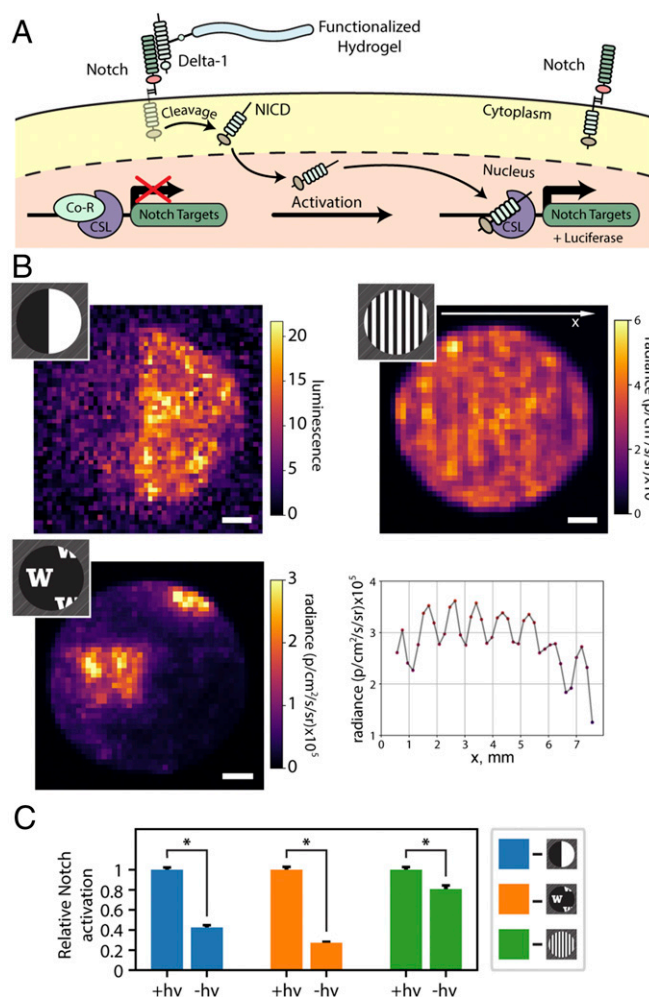 A
Functionalized
Hydrogel
Delta-1
Notch
Notch
Cleavage
NICD
Cytoplasm
Nucleus
Co-R
CSL
Notch Targets
Activation
CSL
Notch Targets
+ Luciferase
B
20
15
10
5
0
luminescence
x
6
4
2
0
W
W
W
3
2
1
0
radiance (p/cm²/s/sr)x10⁵
4
3
2
1
radiance (p/cm²/s/sr)x10⁵
0 1 2 3 4 5 6 7
x, mm
C
Relative Notch
activation
1
0.8
0.6
0.4
0.2
0
* * *
+hv -hv +hv -hv +hv -hv
W